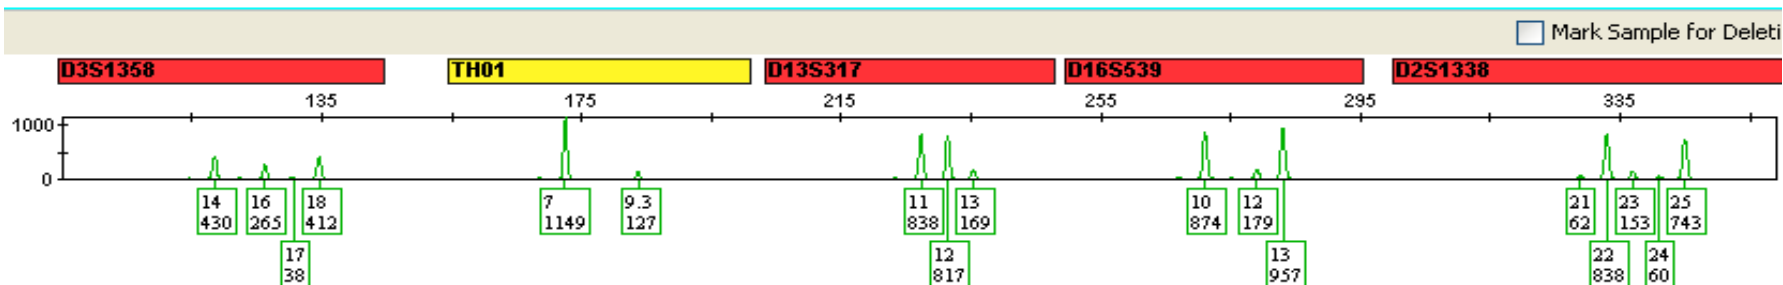 Mark Sample for Deleti
D3S1358 TH01 D13S317 D16S539 D2S1338
135 175 215 255 295 335
1000
0
14 16 18 7 9.3 11 13 10 12 21 23 25
430 265 412 1149 127 838 169 874 179 62 153 743
17 12 13 22 24
38 817 957 838 60